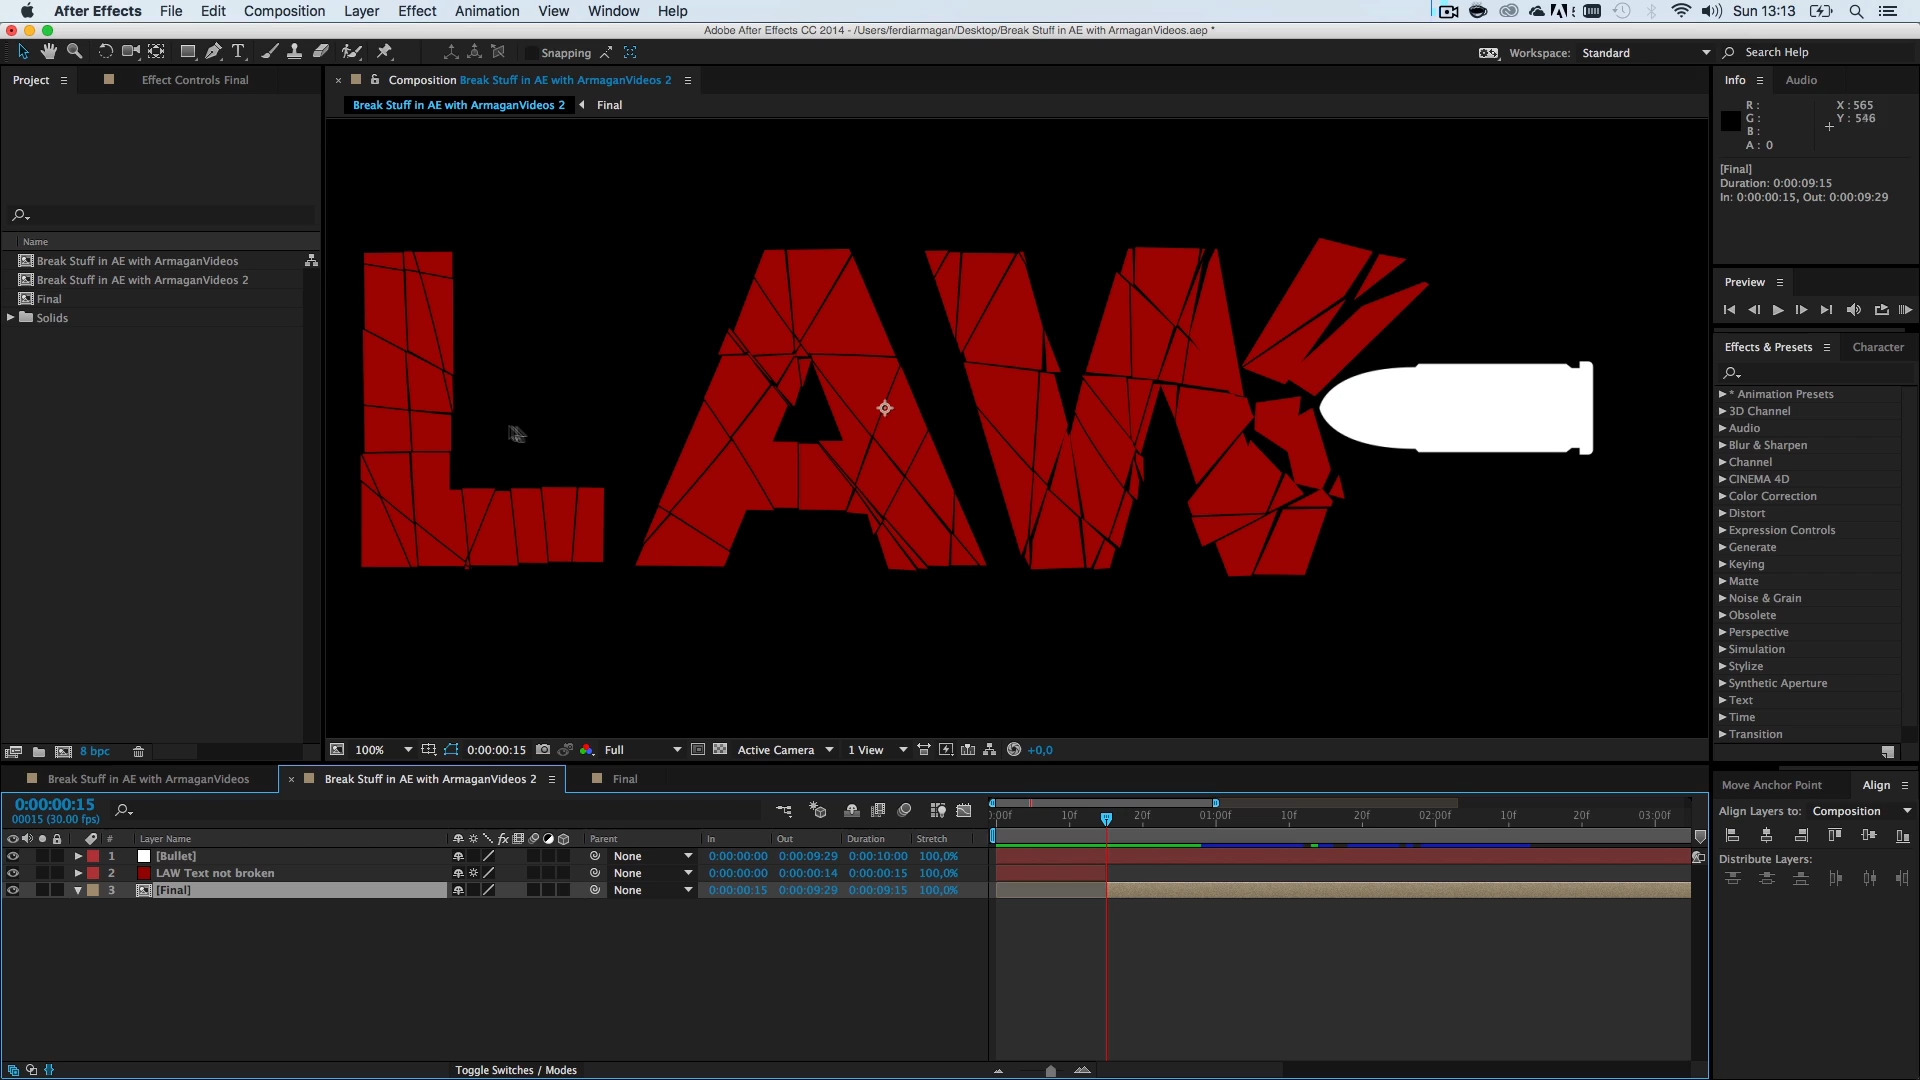 After Effects File Edit Composition Layer Effect Animation View Window Help Sun 13:13
Adobe After Effects CC 2014 - /Users/ferdiarmagan/Desktop/Break Stuff in AE with ArmaganVideos.aep *
Snapping Workspace: Standard Search Help
Project Effect Controls Final Composition Break Stuff in AE with ArmaganVideos 2 Info Audio
Break Stuff in AE with ArmaganVideos 2 Final
R: X: 565
G: Y: 546
B:
A: 0
[Final]
Duration: 0:00:09:15
In: 0:00:00:15, Out: 0:00:09:29
Name
Break Stuff in AE with ArmaganVideos
Break Stuff in AE with ArmaganVideos 2
Final
Solids
LAW
Preview
Effects & Presets Character
* Animation Presets
3D Channel
Audio
Blur & Sharpen
Channel
CINEMA 4D
Color Correction
Distort
Expression Controls
Generate
Keying
Matte
Noise & Grain
Obsolete
Perspective
Simulation
Stylize
Synthetic Aperture
Text
Time
Transition
8 bpc 100% 0:00:00:15 Full Active Camera 1 View +0,0
Break Stuff in AE with ArmaganVideos Break Stuff in AE with ArmaganVideos 2 Final
Move Anchor Point Align
0:00:00:15
00015 (30.00 fps)
:00f 10f 20f 01:00f 10f 20f 02:00f 10f 20f 03:00f
Align Layers to: Composition
# Layer Name Parent In Out Duration Stretch
1 [Bullet] None 0:00:00:00 0:00:09:29 0:00:10:00 100,0%
2 LAW Text not broken None 0:00:00:00 0:00:00:14 0:00:00:15 100,0%
3 [Final] None 0:00:00:15 0:00:09:29 0:00:09:15 100,0%
Distribute Layers:
Toggle Switches / Modes